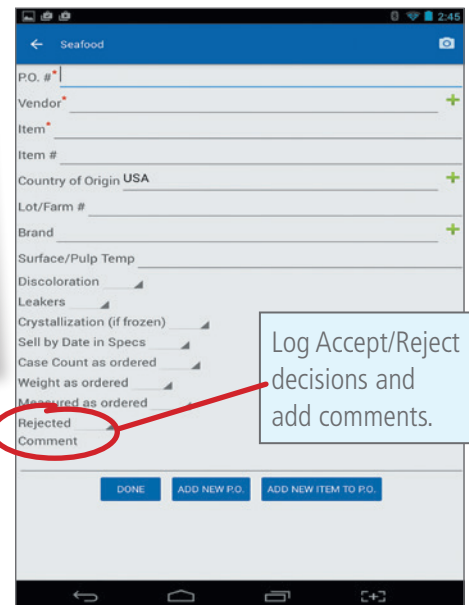 2:45
Seafood
P.O. #*
Vendor*
Item*
Item #
Country of Origin USA
Lot/Farm #
Brand
Surface/Pulp Temp
Discoloration
Leakers
Crystallization (if frozen)
Sell by Date in Specs
Case Count as ordered
Weight as ordered
Measured as ordered
Rejected
Comment
Log Accept/Reject
decisions and
add comments.
DONE ADD NEW P.O. ADD NEW ITEM TO P.O.